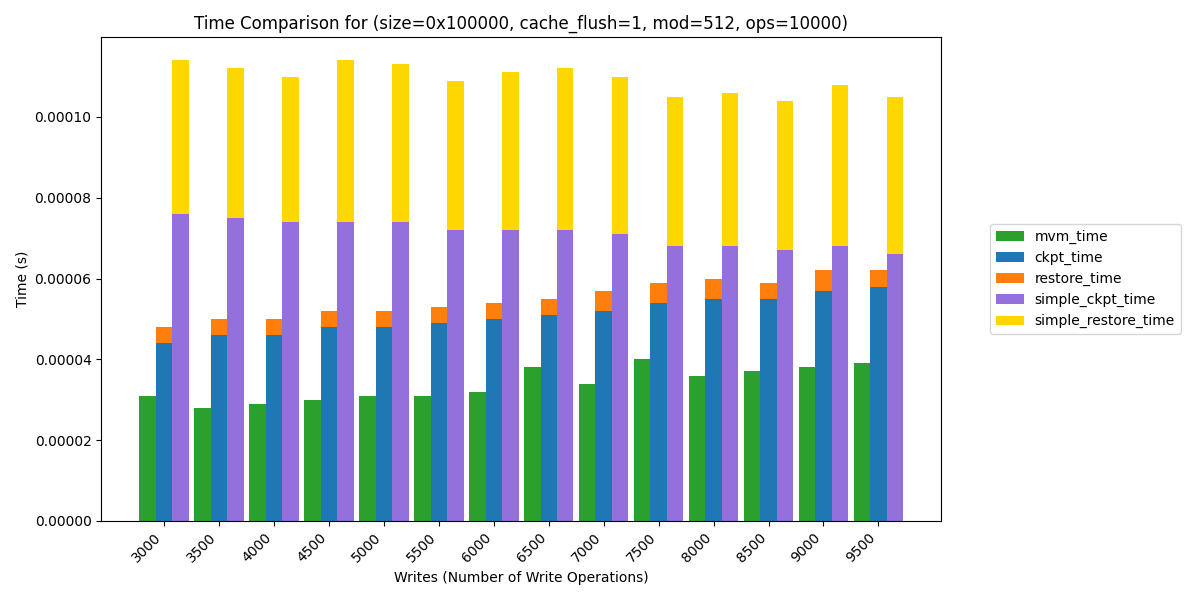 Time Comparison for (size=0x100000, cache_flush=1, mod=512, ops=10000)
Time (s)
0.00010
0.00008
0.00006
0.00004
0.00002
0.00000
3000 3500 4000 4500 5000 5500 6000 6500 7000 7500 8000 8500 9000 9500
Writes (Number of Write Operations)
mvm_time
ckpt_time
restore_time
simple_ckpt_time
simple_restore_time